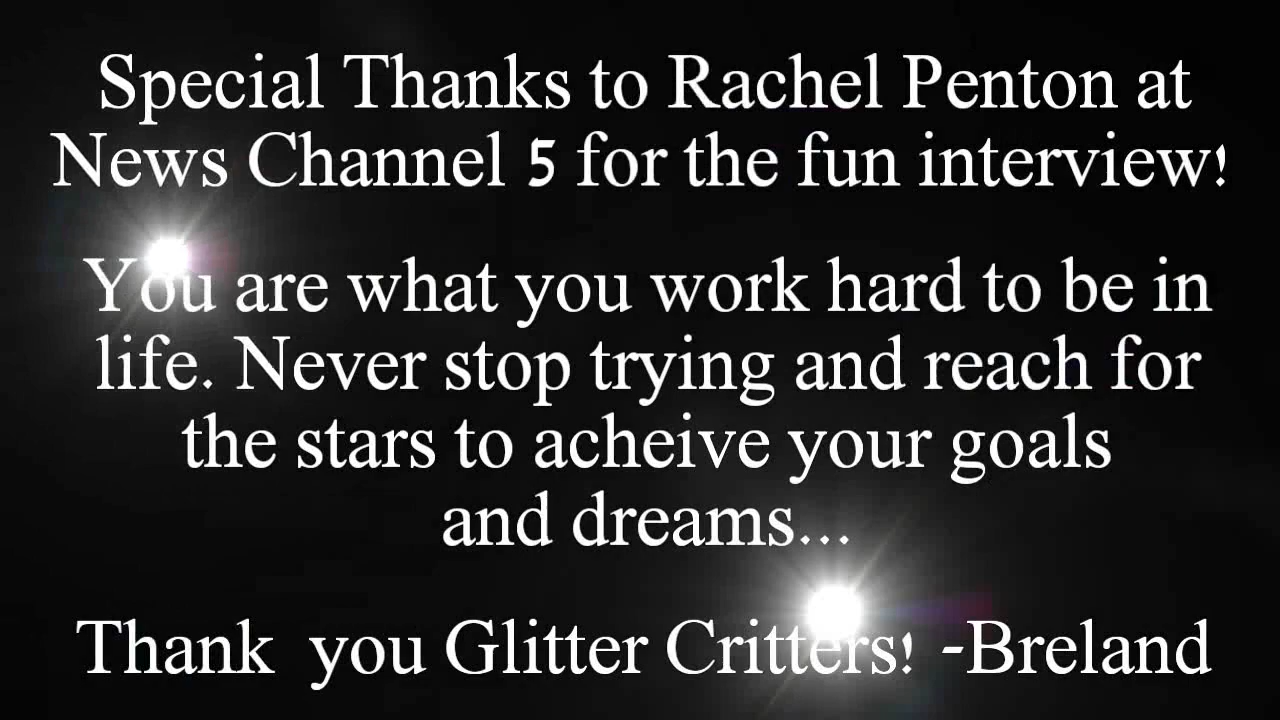 Special Thanks to Rachel Penton at
News Channel 5 for the fun interview!
You are what you work hard to be in
life. Never stop trying and reach for
the stars to acheive your goals
and dreams...
Thank  you Glitter Critters! -Breland